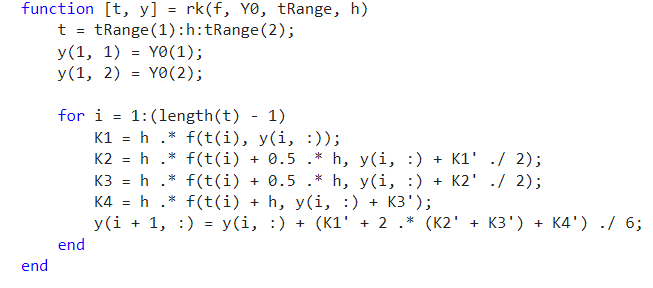 function [t, y] = rk(f, Y0, tRange, h)
    t = tRange(1):h:tRange(2);
    y(1, 1) = Y0(1);
    y(1, 2) = Y0(2);

    for i = 1:(length(t) - 1)
        K1 = h .* f(t(i), y(i, :));
        K2 = h .* f(t(i) + 0.5 .* h, y(i, :) + K1' ./ 2);
        K3 = h .* f(t(i) + 0.5 .* h, y(i, :) + K2' ./ 2);
        K4 = h .* f(t(i) + h, y(i, :) + K3');
        y(i + 1, :) = y(i, :) + (K1' + 2 .* (K2' + K3') + K4') ./ 6;
    end
end